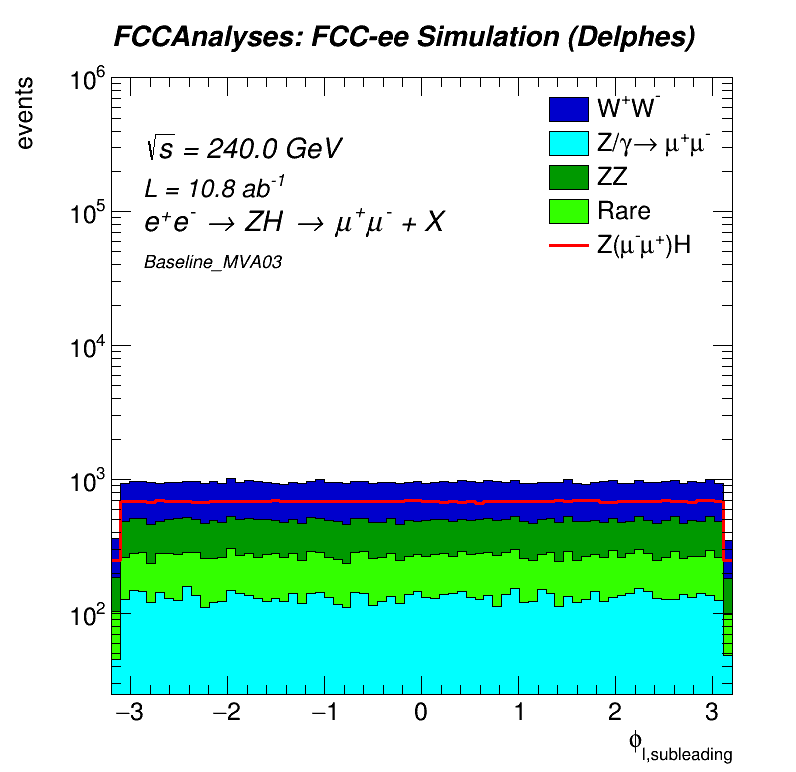 FCCAnalyses: FCC-ee Simulation (Delphes)
events
10⁶
10⁵
10⁴
10³
10²
√s = 240.0 GeV
L = 10.8 ab⁻¹
e⁺e⁻ → ZH → μ⁺μ⁻ + X
Baseline_MVA03
W⁺W⁻
Z/γ→ μ⁺μ⁻
ZZ
Rare
Z(μ⁻μ⁺)H
−3 −2 −1 0 1 2 3
ϕl,subleading